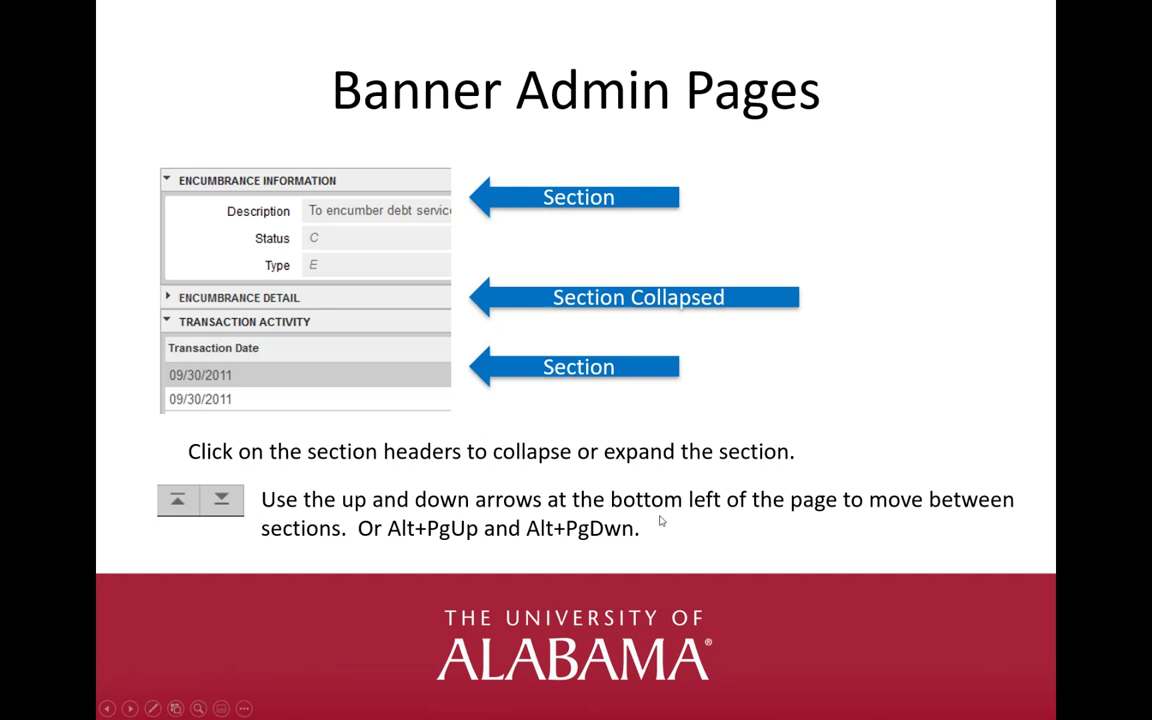 Banner Admin Pages
ENCUMBRANCE INFORMATION
Section
Description To encumber debt service
Status C
Type E
ENCUMBRANCE DETAIL
Section Collapsed
TRANSACTION ACTIVITY
Transaction Date
Section
09/30/2011
09/30/2011
Click on the section headers to collapse or expand the section.
Use the up and down arrows at the bottom left of the page to move between
sections. Or Alt+PgUp and Alt+PgDwn.
THE UNIVERSITY OF
ALABAMA®